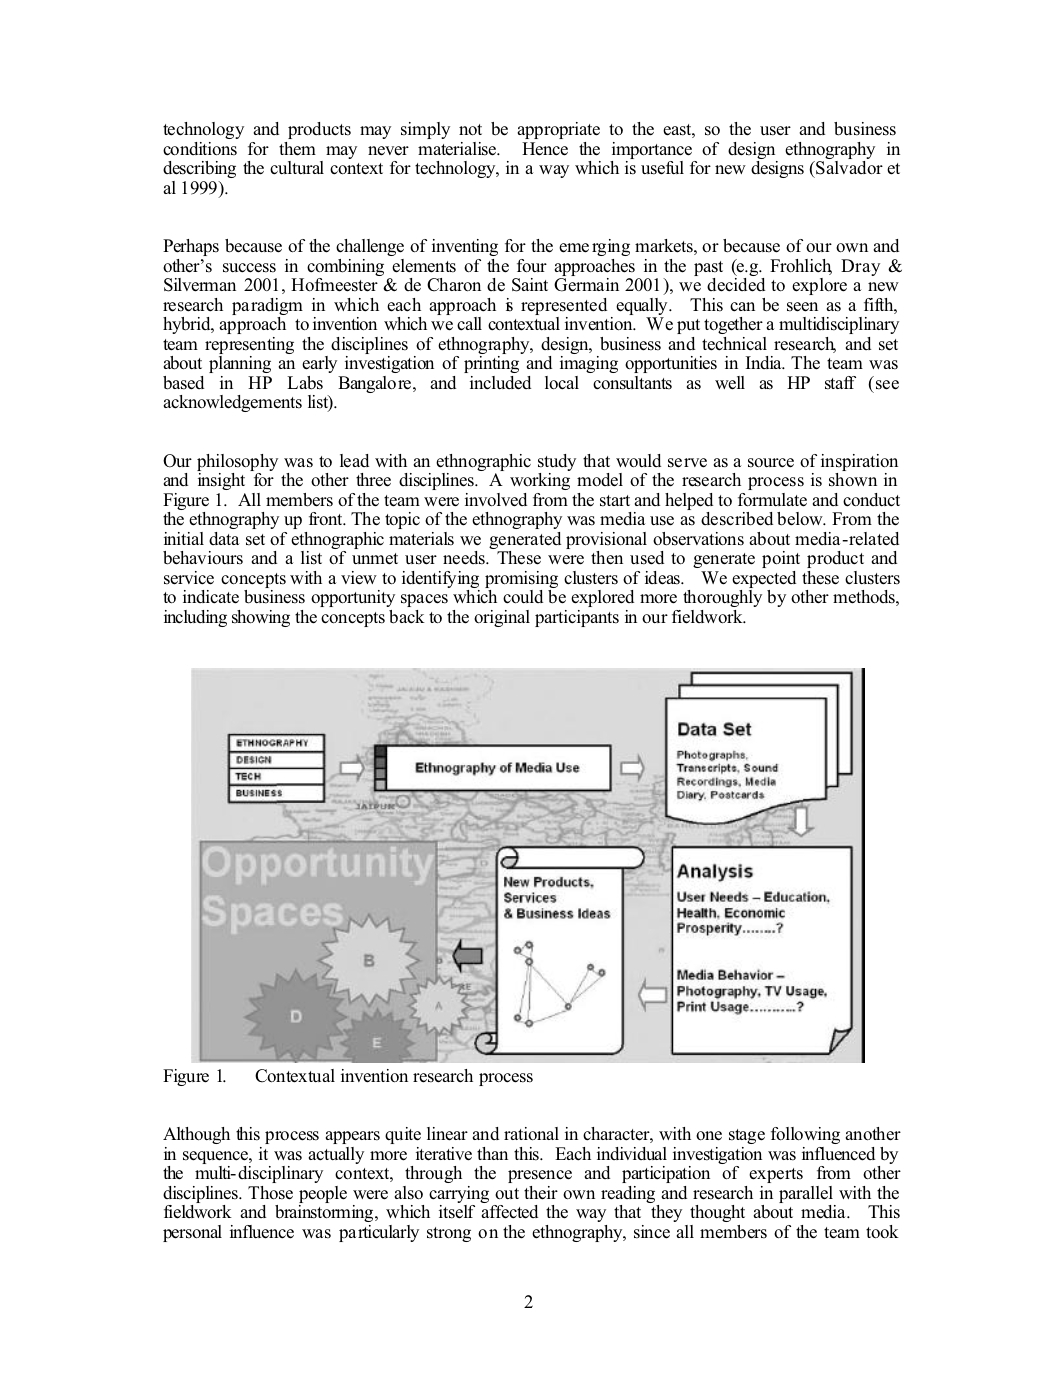 technology and products may simply not be appropriate to the east, so the user and business
conditions for them may never materialise. Hence the importance of design ethnography in
describing the cultural context for technology, in a way which is useful for new designs (Salvador et
al 1999).
Perhaps because of the challenge of inventing for the emerging markets, or because of our own and
other's success in combining elements of the four approaches in the past (e.g. Frohlich, Dray &
Silverman 2001, Hofmeester & de Charon de Saint Germain 2001), we decided to explore a new
research paradigm in which each approach is represented equally. This can be seen as a fifth,
hybrid, approach to invention which we call contextual invention. We put together a multidisciplinary
team representing the disciplines of ethnography, design, business and technical research, and set
about planning an early investigation of printing and imaging opportunities in India. The team was
based in HP Labs Bangalore, and included local consultants as well as HP staff (see
acknowledgements list).
Our philosophy was to lead with an ethnographic study that would serve as a source of inspiration
and insight for the other three disciplines. A working model of the research process is shown in
Figure 1. All members of the team were involved from the start and helped to formulate and conduct
the ethnography up front. The topic of the ethnography was media use as described below. From the
initial data set of ethnographic materials we generated provisional observations about media-related
behaviours and a list of unmet user needs. These were then used to generate point product and
service concepts with a view to identifying promising clusters of ideas. We expected these clusters
to indicate business opportunity spaces which could be explored more thoroughly by other methods,
including showing the concepts back to the original participants in our fieldwork.
ETHNOGRAPHY
DESIGN
TECH
BUSINESS
Ethnography of Media Use
Data Set
Photographs,
Transcripts, Sound
Recordings, Media
Diary, Postcards
JAIPUR
Opportunity
Spaces
B
A
D
E
New Products,
Services
& Business Ideas
Analysis
User Needs – Education,
Health, Economic
Prosperity........?
Media Behavior –
Photography, TV Usage,
Print Usage...........?
Figure 1. Contextual invention research process
Although this process appears quite linear and rational in character, with one stage following another
in sequence, it was actually more iterative than this. Each individual investigation was influenced by
the multi-disciplinary context, through the presence and participation of experts from other
disciplines. Those people were also carrying out their own reading and research in parallel with the
fieldwork and brainstorming, which itself affected the way that they thought about media. This
personal influence was particularly strong on the ethnography, since all members of the team took
2